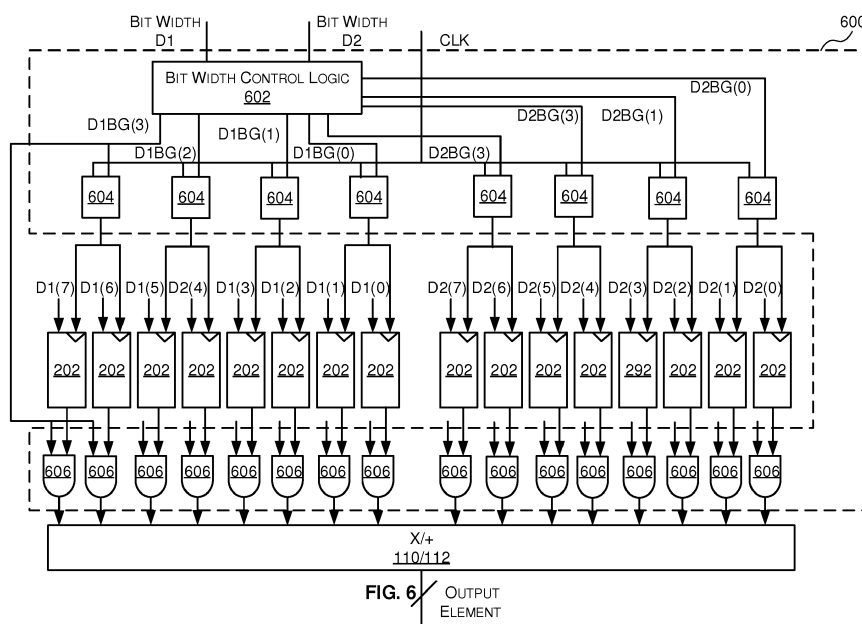 BIT WIDTH BIT WIDTH 600
D1 D2 CLK
BIT WIDTH CONTROL LOGIC
602
D2BG(0)
D1BG(3) D1BG(1) D2BG(3) D2BG(1)
D1BG(2) D1BG(0) D2BG(3)
604 604 604 604 604 604 604 604
D1(7) D1(6) D1(5) D2(4) D1(3) D1(2) D1(1) D1(0) D2(7) D2(6) D2(5) D2(4) D2(3) D2(2) D2(1) D2(0)
202 202 202 202 202 202 202 202 202 202 202 202 292 202 202 202
606 606 606 606 606 606 606 606 606 606 606 606 606 606 606 606
X/+
110/112
FIG. 6 OUTPUT
ELEMENT